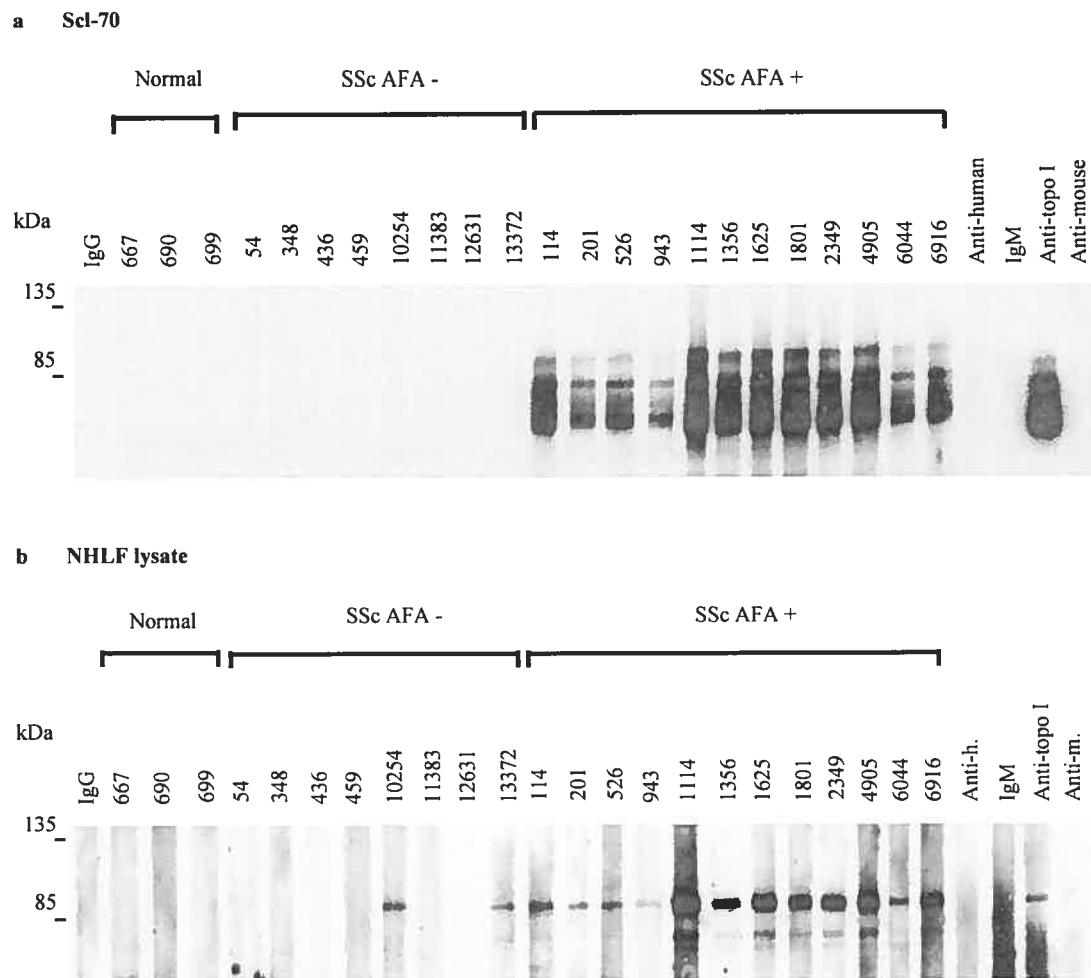 a Scl-70
Normal SSc AFA - SSc AFA +
kDa IgG 667 690 699 54 348 436 459 10254 11383 12631 13372 114 201 526 943 1114 1356 1625 1801 2349 4905 6044 6916 Anti-human IgM Anti-topo I Anti-mouse
135
85
b NHLF lysate
Normal SSc AFA - SSc AFA +
kDa IgG 667 690 699 54 348 436 459 10254 11383 12631 13372 114 201 526 943 1114 1356 1625 1801 2349 4905 6044 6916 Anti-h. IgM Anti-topo I Anti-m.
135
85